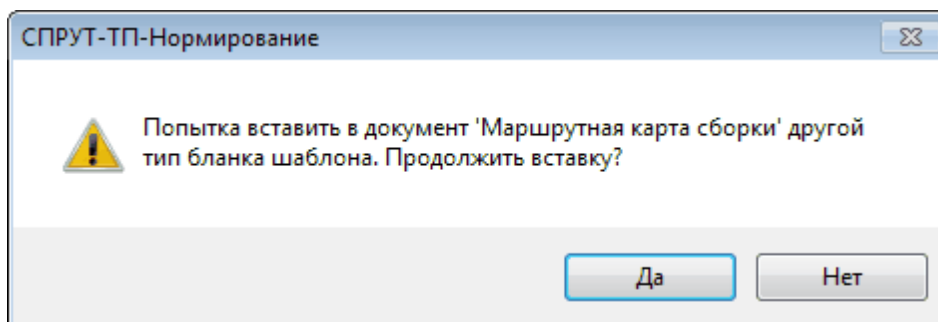 СПРУТ-ТП-Нормирование
Попытка вставить в документ 'Маршрутная карта сборки' другой
тип бланка шаблона. Продолжить вставку?
Да Нет